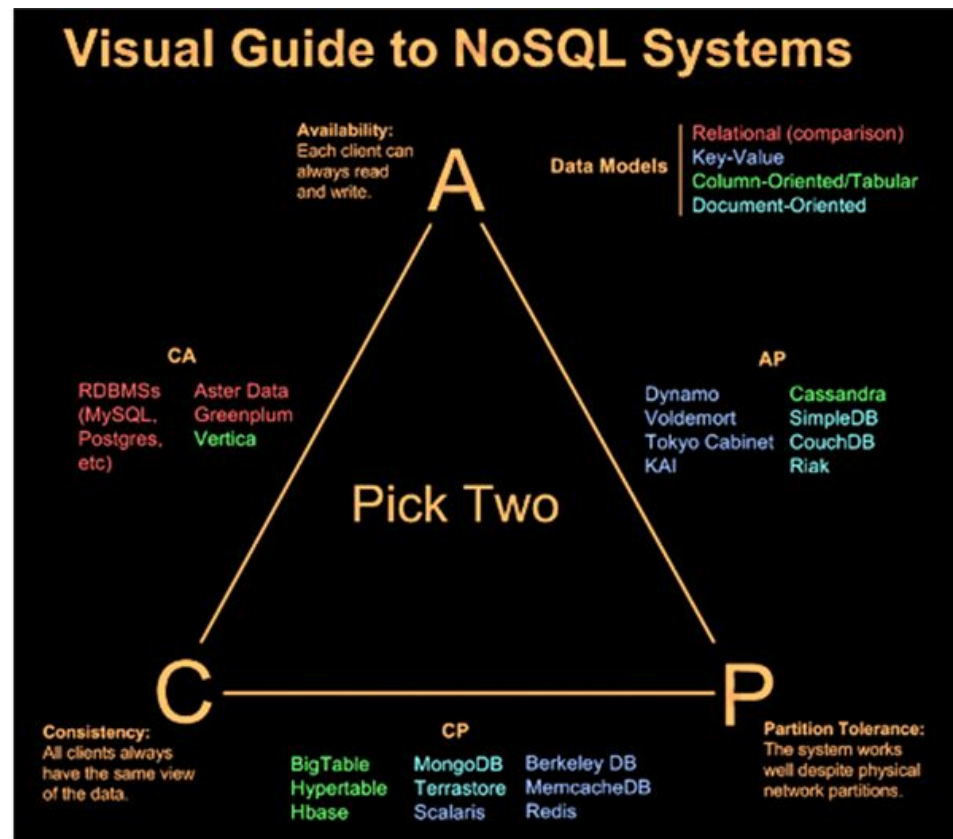 Visual Guide to NoSQL Systems
Availability:
Each client can
always read
and write.
A
Data Models
Relational (comparison)
Key-Value
Column-Oriented/Tabular
Document-Oriented
CA
RDBMSs
(MySQL,
Postgres,
etc)
Aster Data
Greenplum
Vertica
AP
Dynamo
Voldemort
Tokyo Cabinet
KAI
Cassandra
SimpleDB
CouchDB
Riak
Pick Two
C
P
Consistency:
All clients always
have the same view
of the data.
CP
BigTable
Hypertable
Hbase
MongoDB
Terrastore
Scalaris
Berkeley DB
MemcacheDB
Redis
Partition Tolerance:
The system works
well despite physical
network partitions.